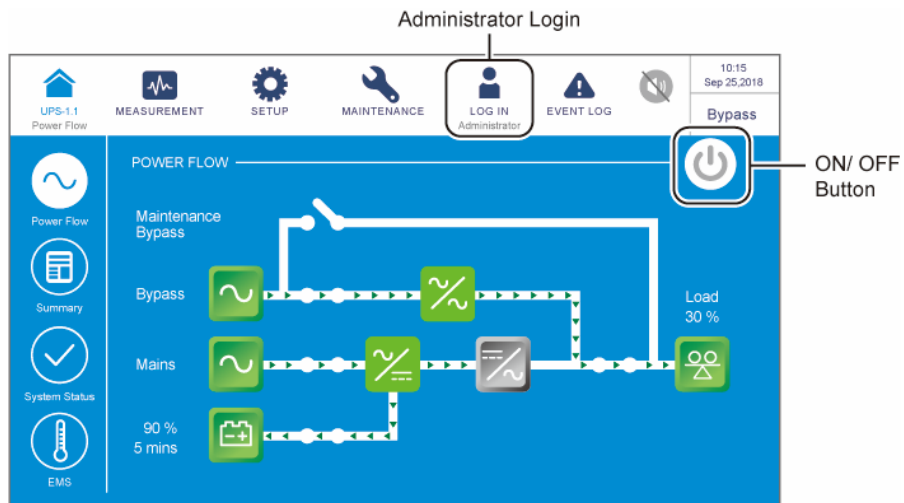 Administrator Login
10:15
Sep 25,2018
UPS-1.1
Power Flow
MEASUREMENT
SETUP
MAINTENANCE
LOG IN
Administrator
EVENT LOG
Bypass
POWER FLOW
ON/ OFF
Button
Power Flow
Maintenance
Bypass
Summary
Bypass
Load
30 %
System Status
Mains
90 %
5 mins
EMS